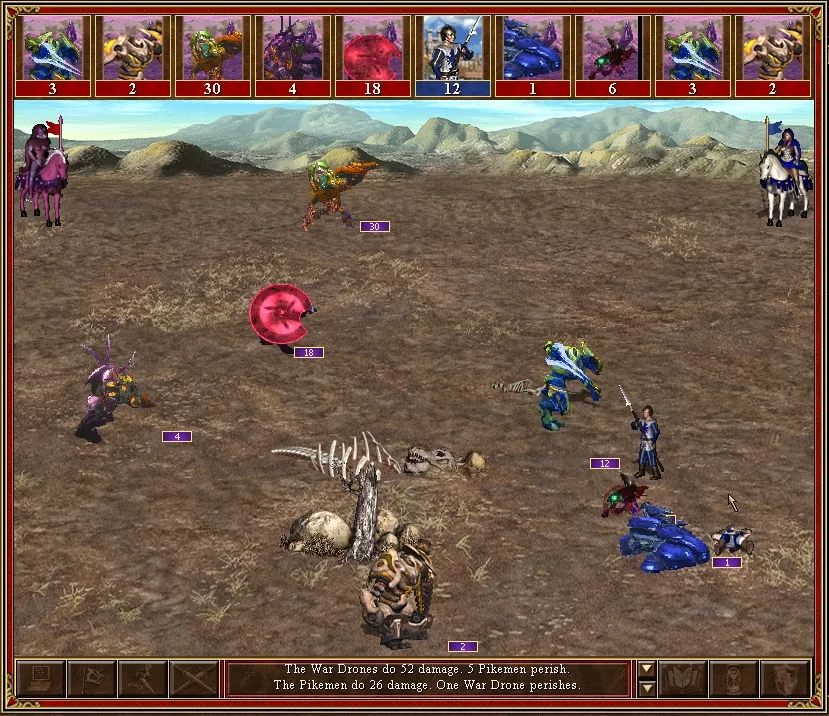 3 2 30 4 18 12 1 6 3 2
30
18
4
12
1
2
The War Drones do 52 damage. 5 Pikemen perish.
The Pikemen do 26 damage. One War Drone perishes.